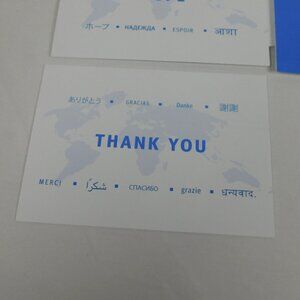 ホープ ▪ НАДЕЖДА ▪ ESPOIR ▪ आशा
ありがとう ▪ GRACIAS ▪ Danke ▪ 謝謝
THANK YOU
MERCI ▪ شكرًا ▪ СПАСИБО ▪ grazie ▪ धन्यवाद.